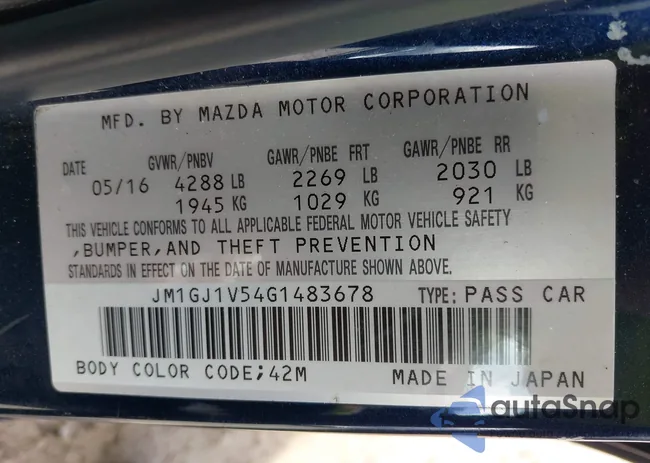 MFD. BY MAZDA MOTOR CORPORATION
DATE GVWR/PNBV GAWR/PNBE FRT GAWR/PNBE RR
05/16 4288 LB 2269 LB 2030 LB
1945 KG 1029 KG 921 KG
THIS VEHICLE CONFORMS TO ALL APPLICABLE FEDERAL MOTOR VEHICLE SAFETY
,BUMPER,AND THEFT PREVENTION
STANDARDS IN EFFECT ON THE DATE OF MANUFACTURE SHOWN ABOVE.
JM1GJ1V54G1483678 TYPE: PASS CAR
BODY COLOR CODE;42M MADE IN JAPAN
autoSnap